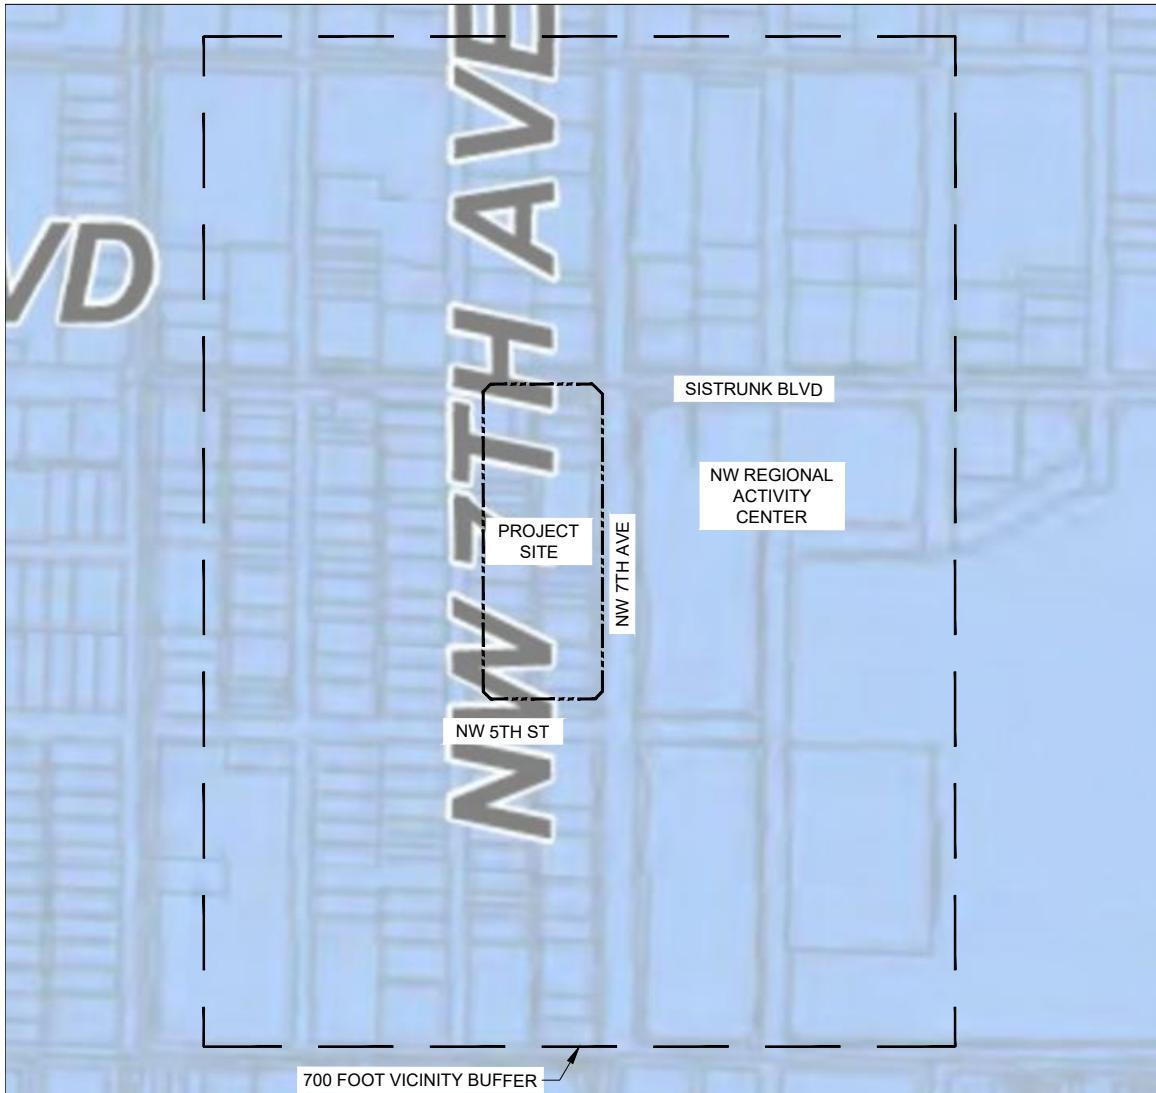 NW 7TH AVE
VD
SISTRUNK BLVD
NW REGIONAL
ACTIVITY
CENTER
PROJECT
SITE
NW 7TH AVE
NW 5TH ST
700 FOOT VICINITY BUFFER